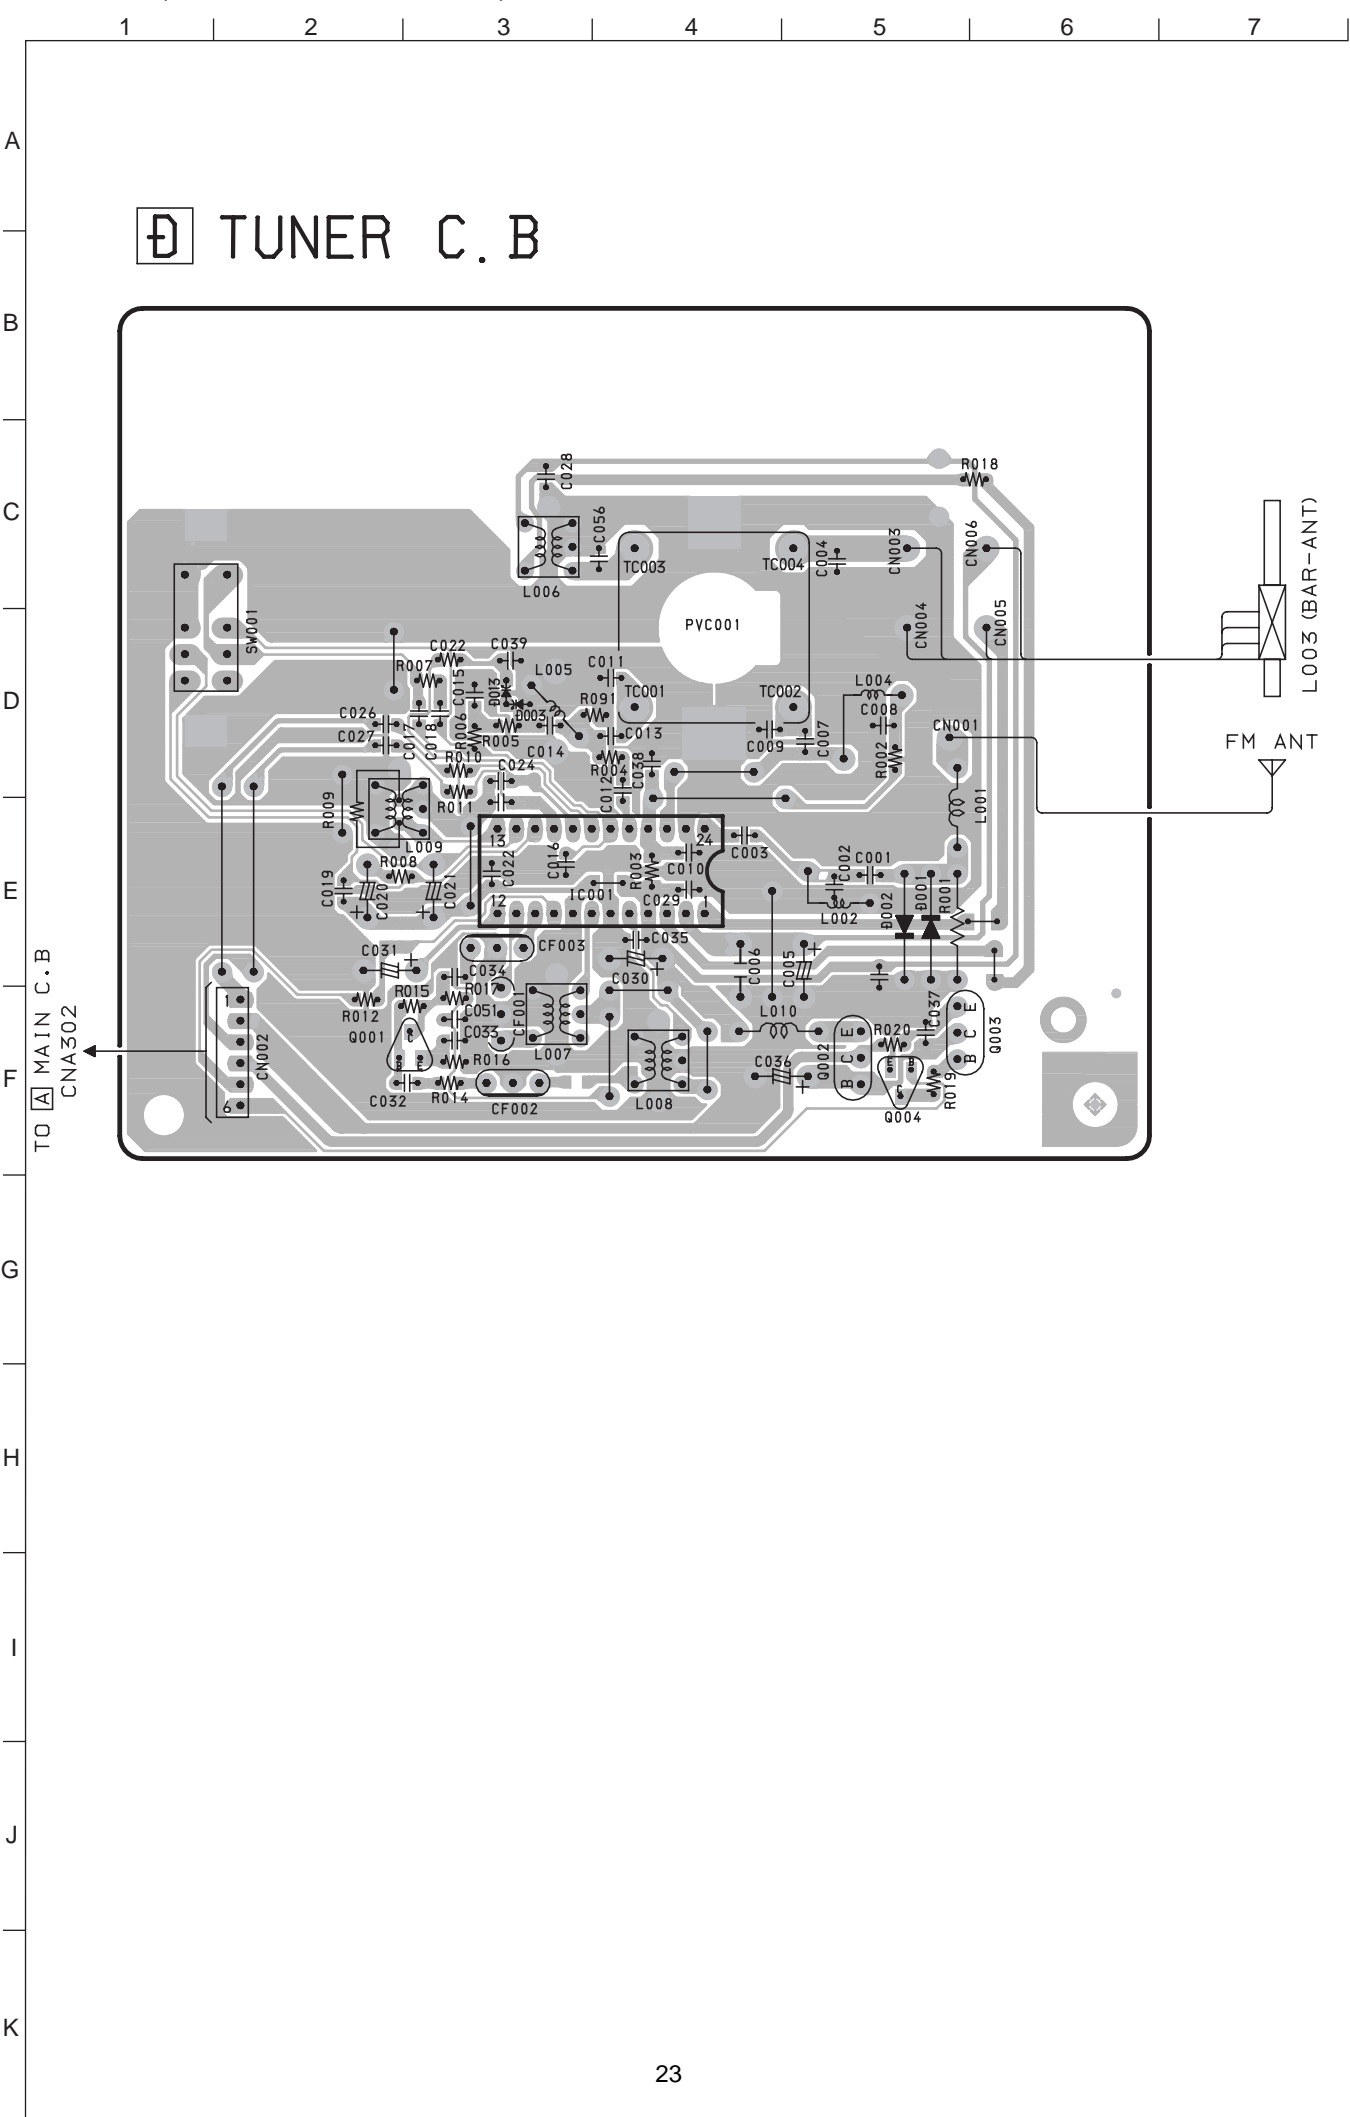 1 2 3 4 5 6 7
A
D TUNER C.B
B
C028
R018
C
C056
TC003
TC004
C004
CN003
CN006
L006
L003 (BAR-ANT)
SW001
PVC001
CN004
CN005
C022
C039
R007
C015
D013
L005
C011
L004
D
TC001
TC002
R091
C008
C026
C027
C017
C018
R006
R005
D003
C014
C013
C009
C007
R002
CN001
FM ANT
R010
C024
R004
C038
R011
C012
R009
L009
L001
13
24
C003
R008
C022
C016
R003
C010
C002
C001
E
C019
C020
C021
IC001
C029
L002
D002
D001
R001
12
1
+
+
CF003
C035
C031
+
C030
+
C006
C005
+
C034
R017
R015
R012
C051
CF001
C037
1
Q001
C
C033
L007
L010
E
R020
E
CN002
B
E
R016
C036
Q002
C
E
B
C
Q003
F
TO A MAIN C.B
CNA302
C032
R014
CF002
L008
+
B
C
R019
B
6
Q004
G
H
I
J
K
23